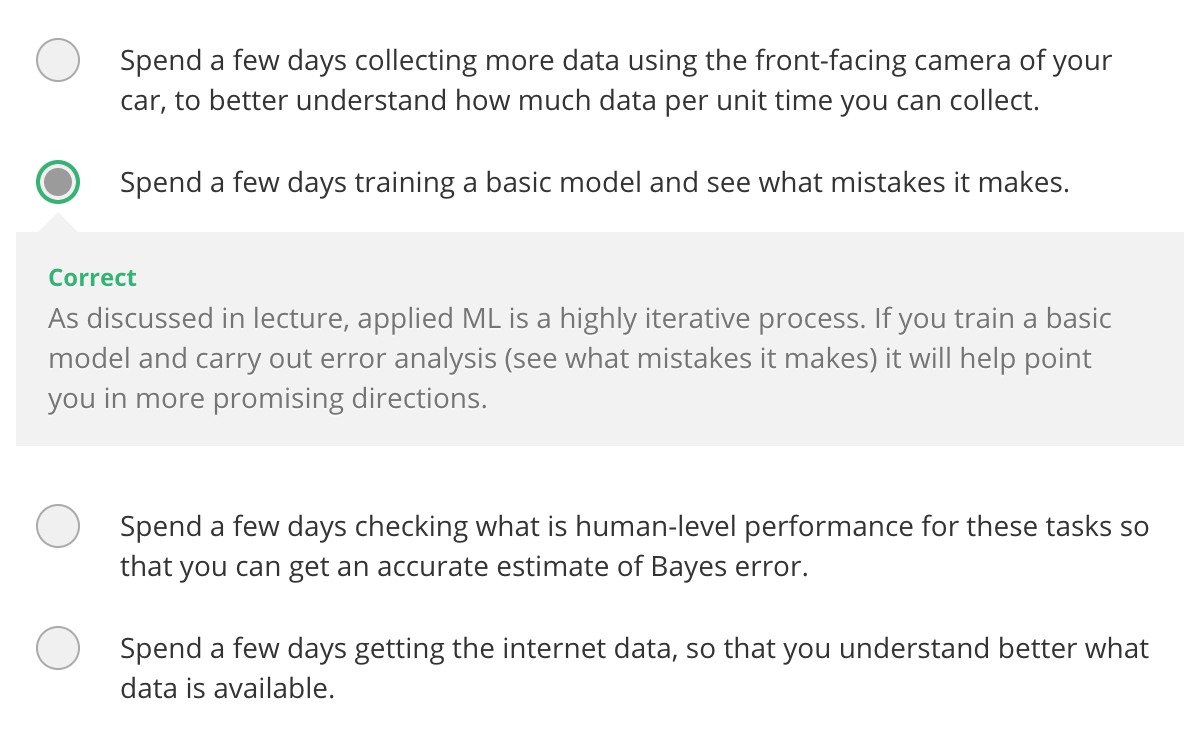 Spend a few days collecting more data using the front-facing camera of your
car, to better understand how much data per unit time you can collect.
Spend a few days training a basic model and see what mistakes it makes.
Correct
As discussed in lecture, applied ML is a highly iterative process. If you train a basic
model and carry out error analysis (see what mistakes it makes) it will help point
you in more promising directions.
Spend a few days checking what is human-level performance for these tasks so
that you can get an accurate estimate of Bayes error.
Spend a few days getting the internet data, so that you understand better what
data is available.